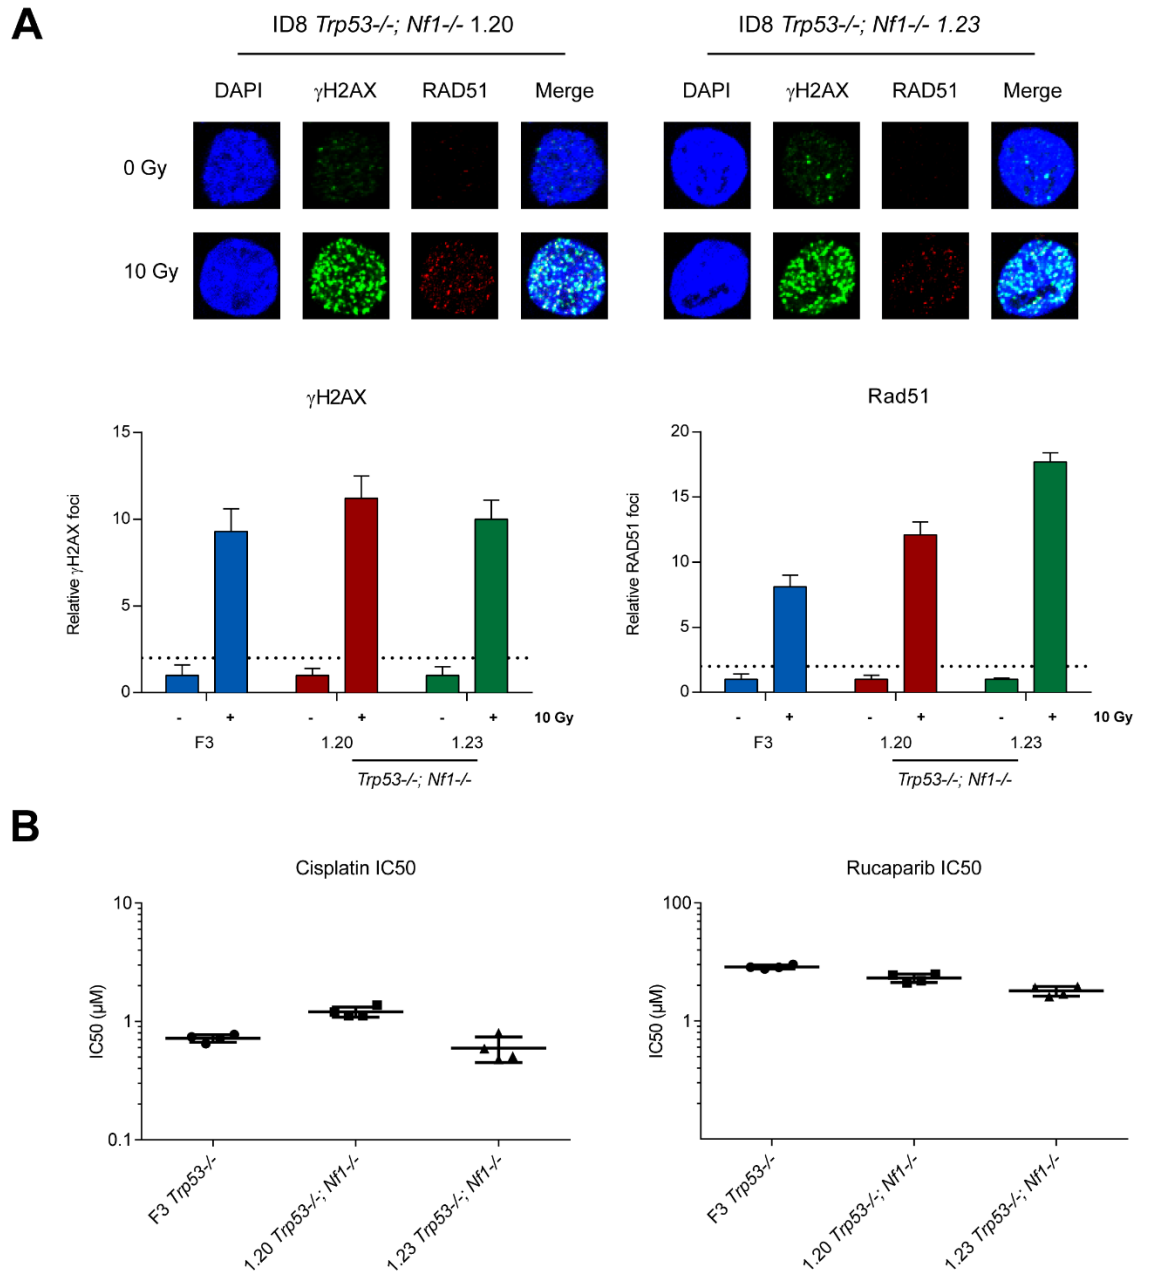 A
ID8 Trp53-/-; Nf1-/- 1.20
ID8 Trp53-/-; Nf1-/- 1.23
DAPI γH2AX RAD51 Merge
DAPI γH2AX RAD51 Merge
0 Gy
10 Gy
γH2AX
Relative γH2AX foci
15
10
5
0
- + - + - + 10 Gy
F3 1.20 1.23
Trp53-/-; Nf1-/-
Rad51
Relative RAD51 foci
20
15
10
5
0
- + - + - + 10 Gy
F3 1.20 1.23
Trp53-/-; Nf1-/-
B
Cisplatin IC50
IC50 (µM)
10
1
0.1
F3 Trp53-/-
1.20 Trp53-/-; Nf1-/-
1.23 Trp53-/-; Nf1-/-
Rucaparib IC50
IC50 (µM)
100
1
F3 Trp53-/-
1.20 Trp53-/-; Nf1-/-
1.23 Trp53-/-; Nf1-/-